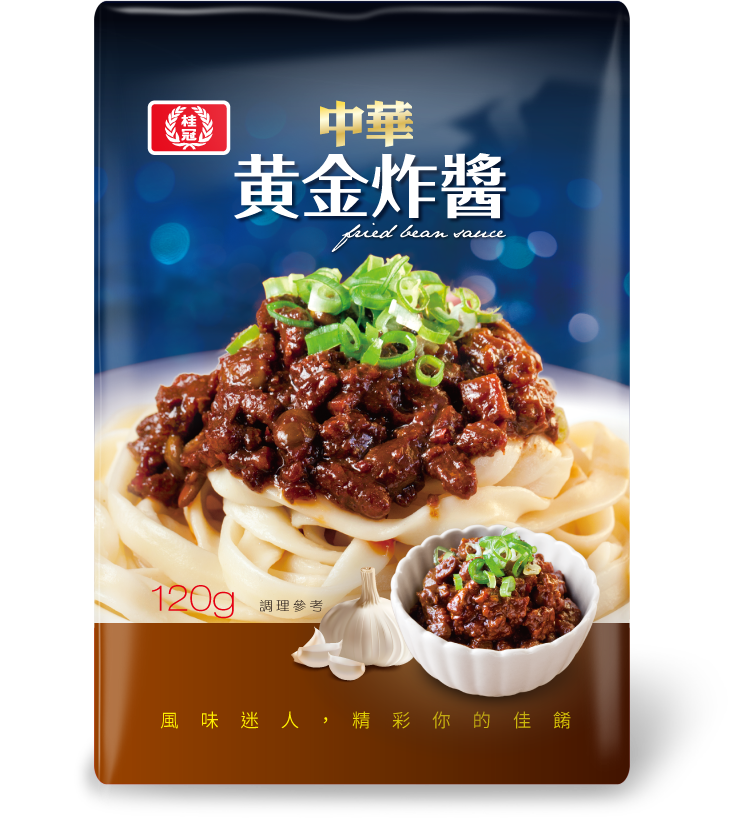 桂冠
中華
黄金炸醬
fried bean sauce
120g
調理參考
風味迷人，精彩你的佳餚